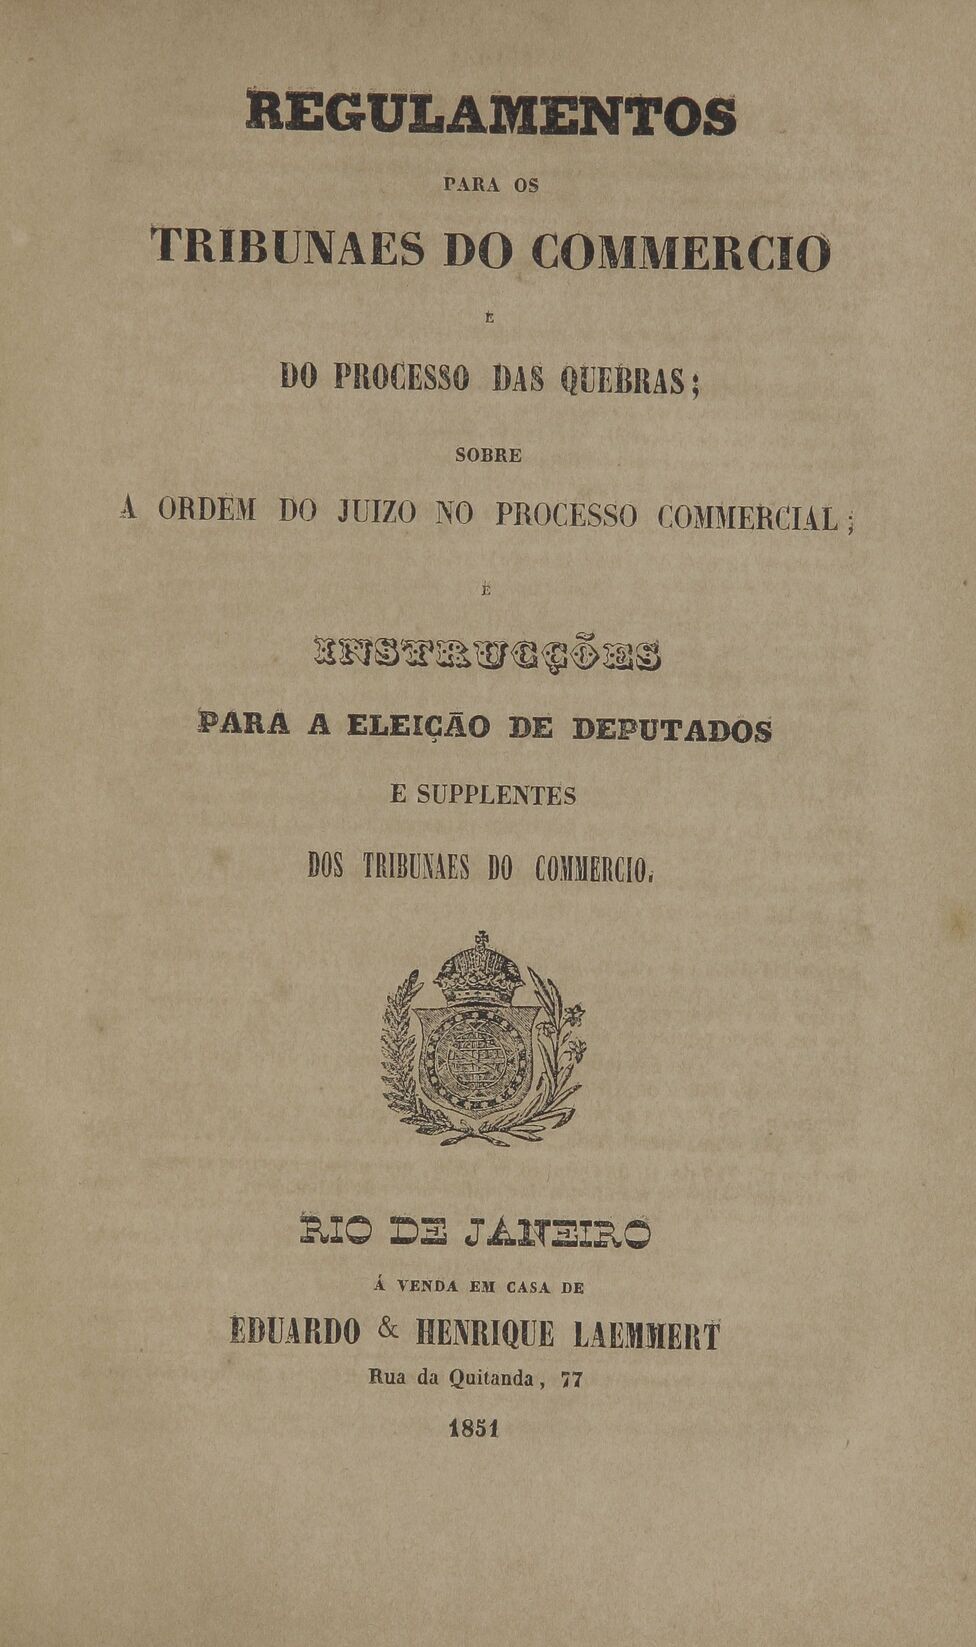 REGULAMENTOS
PARA OS
TRIBUNAES DO COMMERCIO
E
DO PROCESSO DAS QUEBRAS;
SOBRE
A ORDEM DO JUIZO NO PROCESSO COMMERCIAL;
E
INSTRUCÇÕES
PARA A ELEIÇÃO DE DEPUTADOS
E SUPPLENTES
DOS TRIBUNAES DO COMMERCIO.
RIO DE JANEIRO
Á VENDA EM CASA DE
EDUARDO & HENRIQUE LAEMMERT
Rua da Quitanda, 77
1851